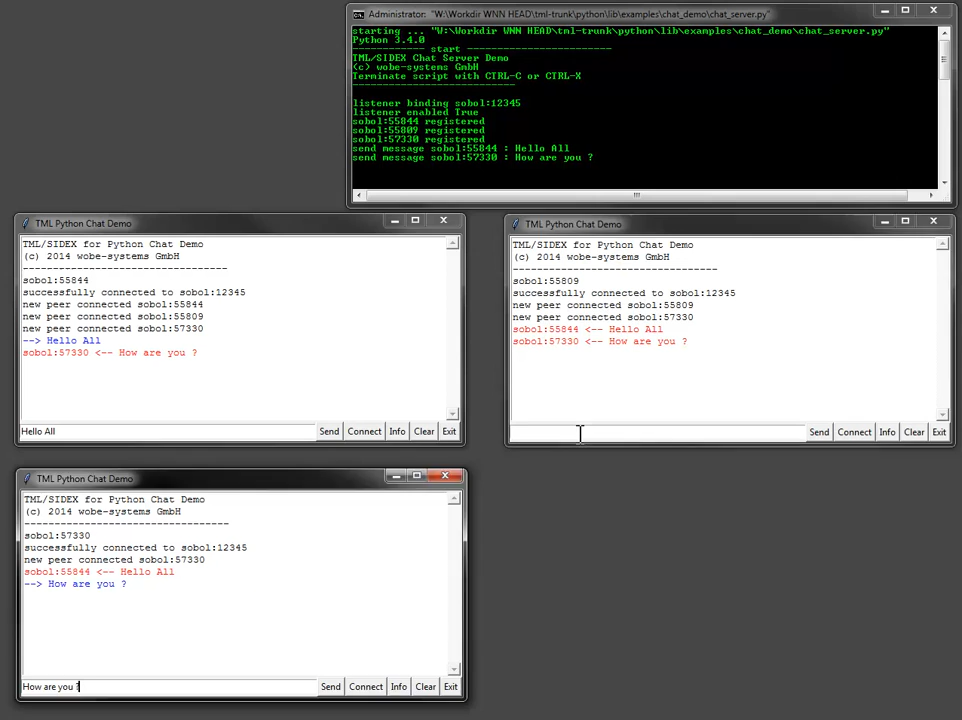 Administrator: "W:\Workdir WNN HEAD\tml-trunk\python\lib\examples\chat_demo\chat_server.py"
starting ... "W:\Workdir WNN HEAD\tml-trunk\python\lib\examples\chat_demo\chat_server.py"
Python 3.4.0
------------ start ------------------------
TML/SIDEX Chat Server Demo
(c) wobe-systems GmbH
Terminate script with CTRL-C or CTRL-X
---------------------------
listener binding sobol:12345
listener enabled True
sobol:55844 registered
sobol:55809 registered
sobol:57330 registered
send message sobol:55844 : Hello All
send message sobol:57330 : How are you ?
TML Python Chat Demo
TML/SIDEX for Python Chat Demo
(c) 2014 wobe-systems GmbH
----------------------------------
sobol:55844
successfully connected to sobol:12345
new peer connected sobol:55844
new peer connected sobol:55809
new peer connected sobol:57330
--> Hello All
sobol:57330 <-- How are you ?
Hello All Send Connect Info Clear Exit
TML Python Chat Demo
TML/SIDEX for Python Chat Demo
(c) 2014 wobe-systems GmbH
----------------------------------
sobol:55809
successfully connected to sobol:12345
new peer connected sobol:55809
new peer connected sobol:57330
sobol:55844 <-- Hello All
sobol:57330 <-- How are you ?
Send Connect Info Clear Exit
TML Python Chat Demo
TML/SIDEX for Python Chat Demo
(c) 2014 wobe-systems GmbH
----------------------------------
sobol:57330
successfully connected to sobol:12345
new peer connected sobol:57330
sobol:55844 <-- Hello All
--> How are you ?
How are you ? Send Connect Info Clear Exit